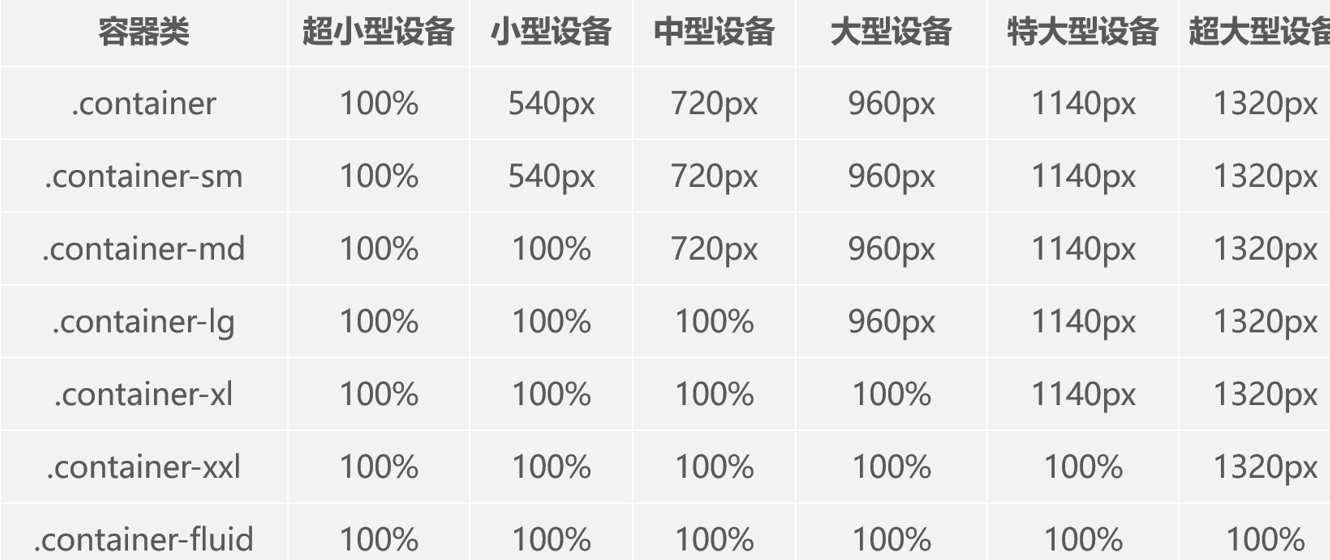 容器类 超小型设备 小型设备 中型设备 大型设备 特大型设备 超大型设备
.container 100% 540px 720px 960px 1140px 1320px
.container-sm 100% 540px 720px 960px 1140px 1320px
.container-md 100% 100% 720px 960px 1140px 1320px
.container-lg 100% 100% 100% 960px 1140px 1320px
.container-xl 100% 100% 100% 100% 1140px 1320px
.container-xxl 100% 100% 100% 100% 100% 1320px
.container-fluid 100% 100% 100% 100% 100% 100%